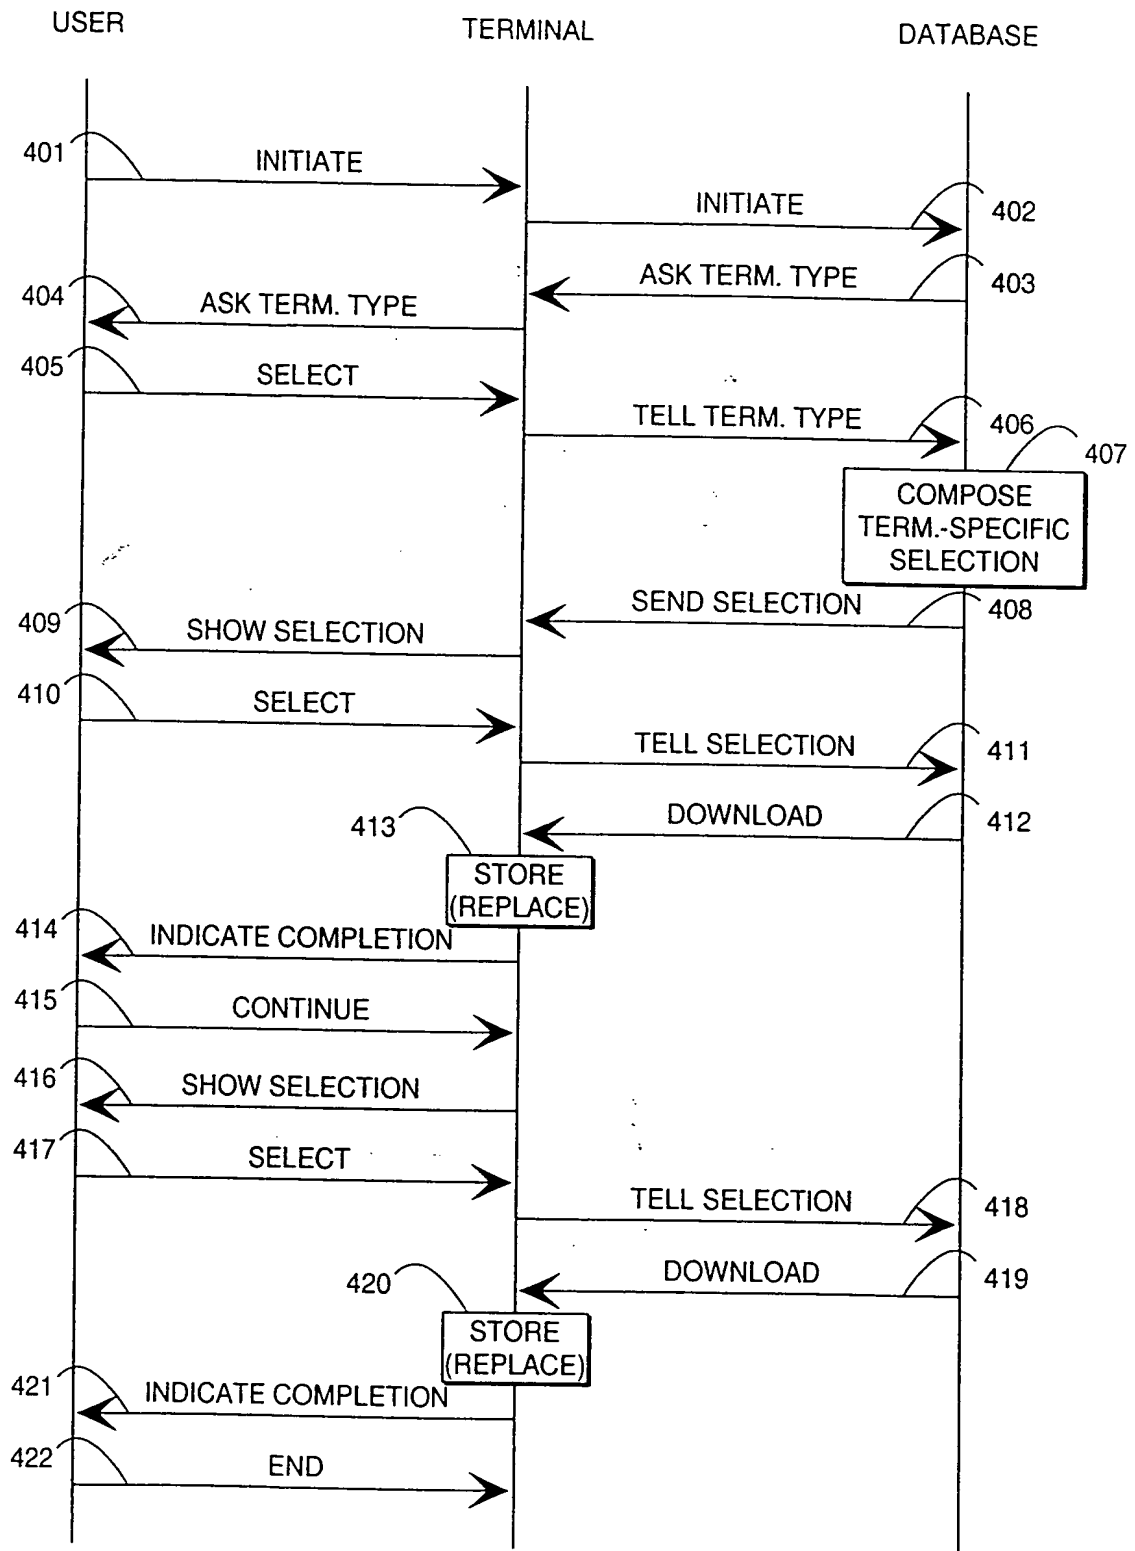 USER
TERMINAL
DATABASE
401
INITIATE
INITIATE
402
ASK TERM. TYPE
403
404
ASK TERM. TYPE
405
SELECT
TELL TERM. TYPE
406
407
COMPOSE
TERM.-SPECIFIC
SELECTION
SEND SELECTION
408
409
SHOW SELECTION
410
SELECT
TELL SELECTION
411
DOWNLOAD
412
413
STORE
(REPLACE)
414
INDICATE COMPLETION
415
CONTINUE
416
SHOW SELECTION
417
SELECT
TELL SELECTION
418
DOWNLOAD
419
420
STORE
(REPLACE)
421
INDICATE COMPLETION
422
END